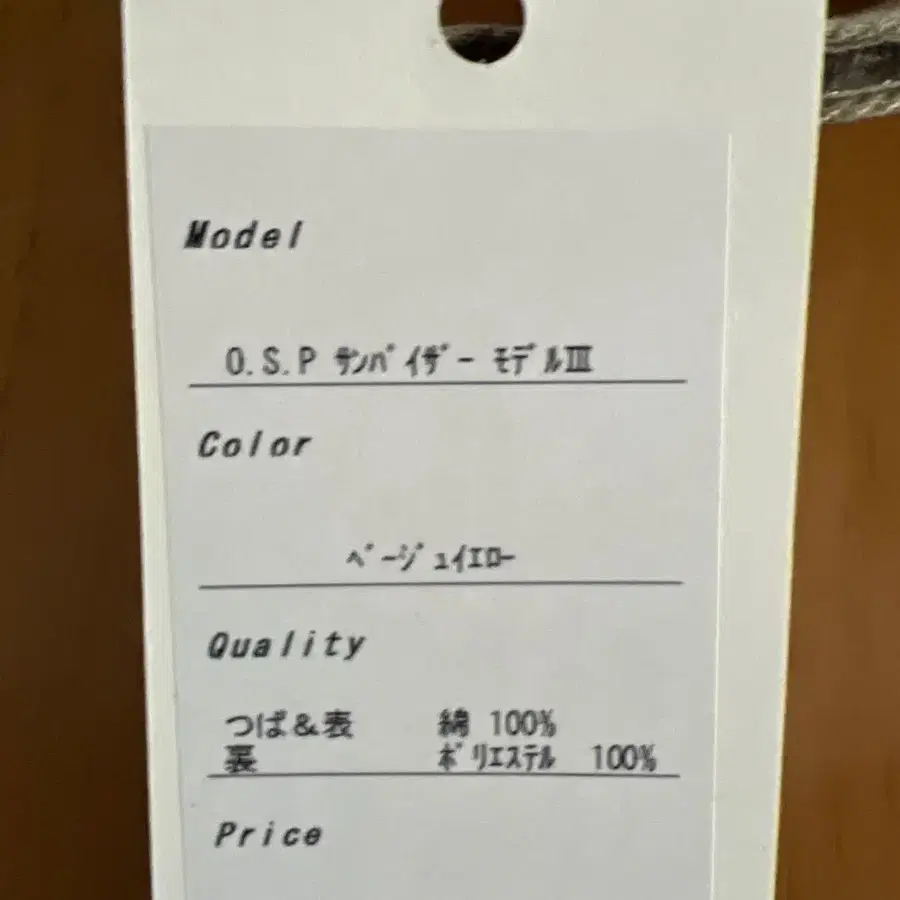 Model
O.S.P ｻﾝﾊﾞｲｻﾞｰ ﾓﾃﾞﾙⅢ
Color
ﾍﾞｰｼﾞｭｲｴﾛｰ
Quality
つば＆表 綿 100%
裏 ﾎﾟﾘｴｽﾃﾙ 100%
Price